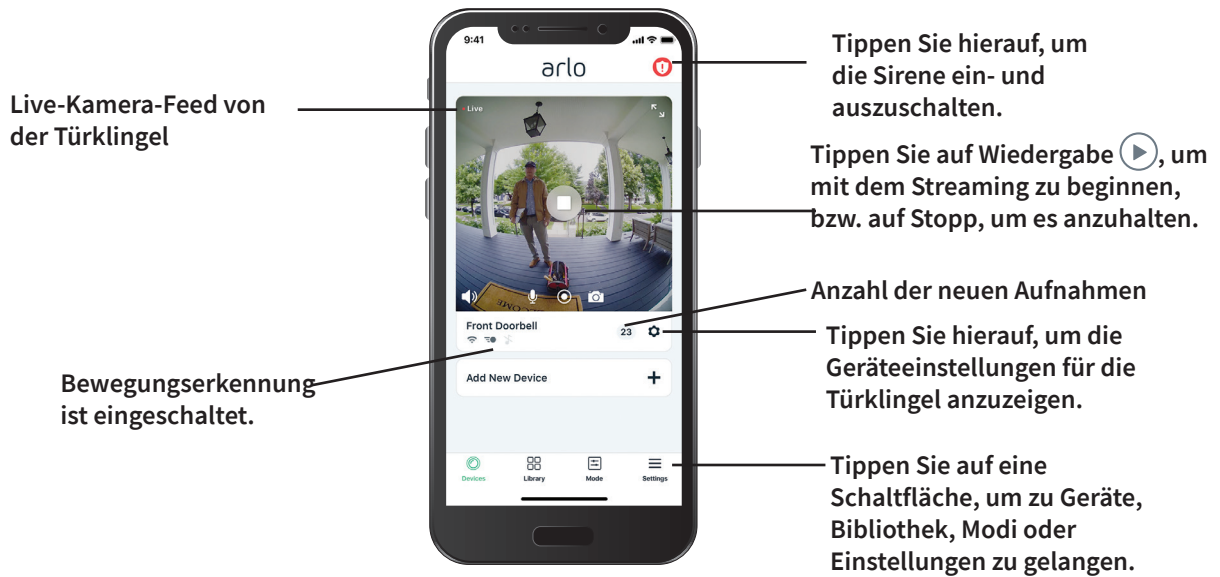 Live-Kamera-Feed von
der Türklingel
Bewegungserkennung
ist eingeschaltet.
9:41
arlo
Live
WELCOME
Front Doorbell
23
Add New Device
Devices
Library
Mode
Settings
Tippen Sie hierauf, um
die Sirene ein- und
auszuschalten.
Tippen Sie auf Wiedergabe , um
mit dem Streaming zu beginnen,
bzw. auf Stopp, um es anzuhalten.
Anzahl der neuen Aufnahmen
Tippen Sie hierauf, um die
Geräteeinstellungen für die
Türklingel anzuzeigen.
Tippen Sie auf eine
Schaltfläche, um zu Geräte,
Bibliothek, Modi oder
Einstellungen zu gelangen.